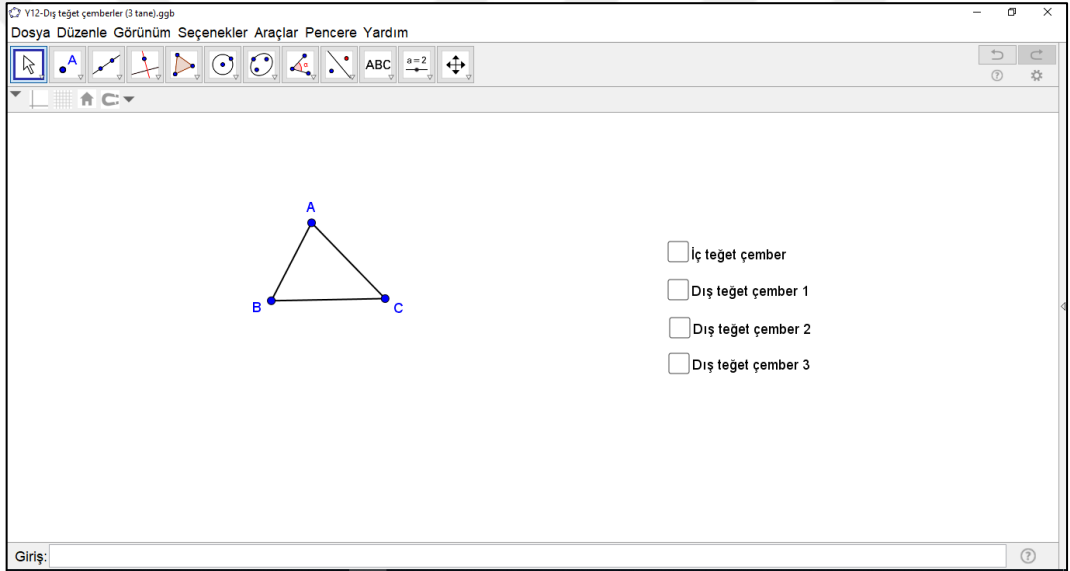 Y12-Dış teğet çemberler (3 tane).ggb
Dosya Düzenle Görünüm Seçenekler Araçlar Pencere Yardım
A ABC a=2
A
B
C
İç teğet çember
Dış teğet çember 1
Dış teğet çember 2
Dış teğet çember 3
Giriş: